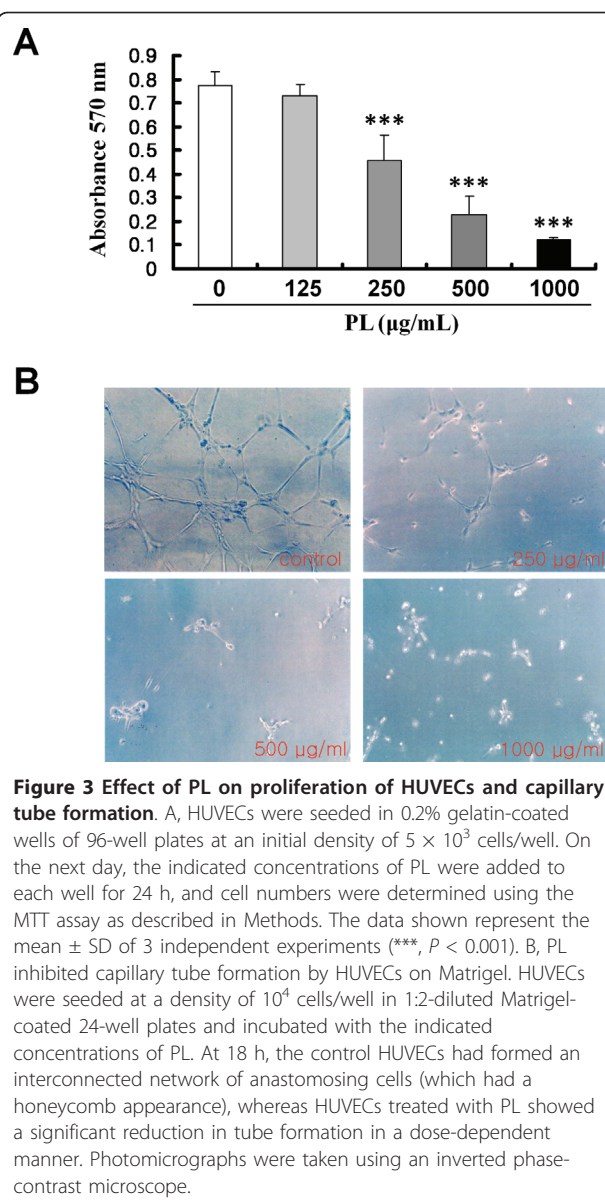 A
Absorbance 570 nm
0.9
0.8
0.7
0.6
0.5
0.4
0.3
0.2
0.1
0
***
***
***
0 125 250 500 1000
PL (µg/mL)
B
control
250 µg/ml
500 µg/ml
1000 µg/ml
Figure 3 Effect of PL on proliferation of HUVECs and capillary
tube formation. A, HUVECs were seeded in 0.2% gelatin-coated
wells of 96-well plates at an initial density of 5 × 10³ cells/well. On
the next day, the indicated concentrations of PL were added to
each well for 24 h, and cell numbers were determined using the
MTT assay as described in Methods. The data shown represent the
mean ± SD of 3 independent experiments (***, P < 0.001). B, PL
inhibited capillary tube formation by HUVECs on Matrigel. HUVECs
were seeded at a density of 10⁴ cells/well in 1:2-diluted Matrigel-
coated 24-well plates and incubated with the indicated
concentrations of PL. At 18 h, the control HUVECs had formed an
interconnected network of anastomosing cells (which had a
honeycomb appearance), whereas HUVECs treated with PL showed
a significant reduction in tube formation in a dose-dependent
manner. Photomicrographs were taken using an inverted phase-
contrast microscope.